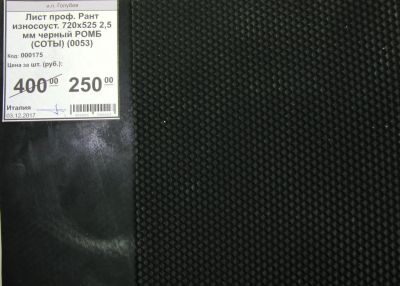 и.п. Голубев
Лист проф. Рант
износоуст. 720х525 2,5
мм черный РОМБ
(СОТЫ) (0053)
Код: 000175
Цена за шт. (руб.):
400 00 250 00
Италия
03.12.2017